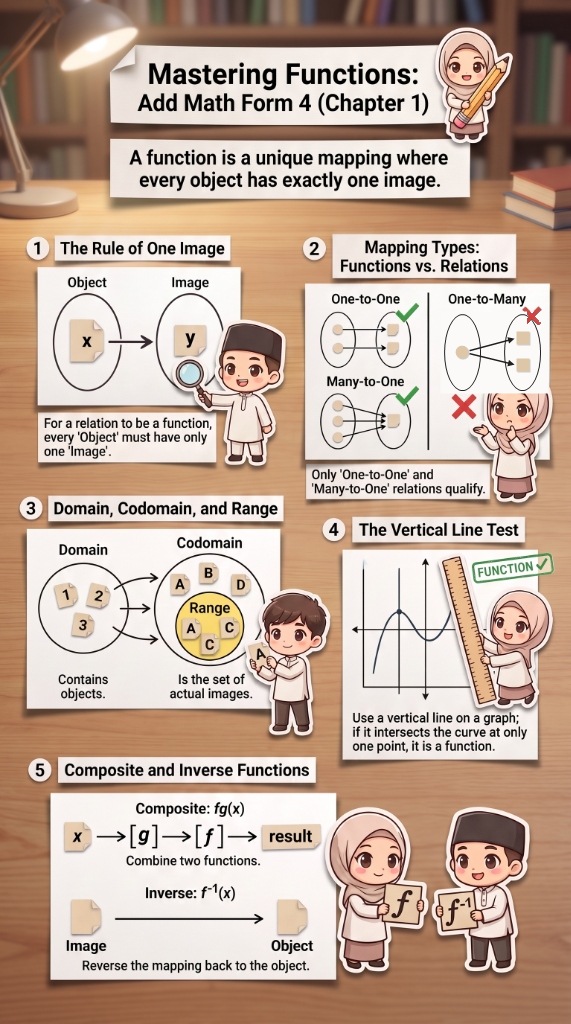 Mastering Functions:
Add Math Form 4 (Chapter 1)
A function is a unique mapping where
every object has exactly one image.
1 The Rule of One Image
Object Image
x y
For a relation to be a function,
every 'Object' must have only
one 'Image'.
2 Mapping Types:
Functions vs. Relations
One-to-One
Many-to-One
One-to-Many
Only 'One-to-One' and
'Many-to-One' relations qualify.
3 Domain, Codomain, and Range
Domain
1 2
3
Contains
objects.
Codomain
A B D
Range
A C
C
A
Is the set of
actual images.
4 The Vertical Line Test
FUNCTION
Use a vertical line on a graph;
if it intersects the curve at only
one point, it is a function.
5 Composite and Inverse Functions
Composite: fg(x)
x [g] [f] result
Combine two functions.
Inverse: f⁻¹(x)
Image Object
Reverse the mapping back to the object.
f f⁻¹